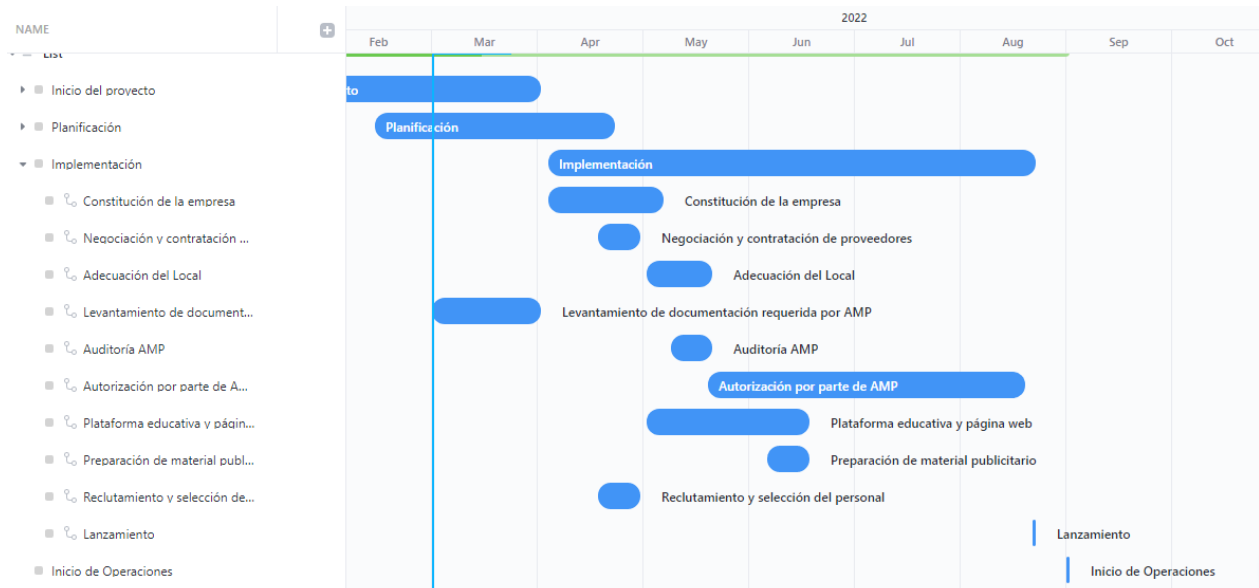 2022
NAME
Feb Mar Apr May Jun Jul Aug Sep Oct
List
Inicio del proyecto to
Planificación Planificación
Implementación Implementación
Constitución de la empresa Constitución de la empresa
Negociación y contratación ... Negociación y contratación de proveedores
Adecuación del Local Adecuación del Local
Levantamiento de document... Levantamiento de documentación requerida por AMP
Auditoría AMP Auditoría AMP
Autorización por parte de A... Autorización por parte de AMP
Plataforma educativa y págin... Plataforma educativa y página web
Preparación de material publ... Preparación de material publicitario
Reclutamiento y selección de... Reclutamiento y selección del personal
Lanzamiento Lanzamiento
Inicio de Operaciones Inicio de Operaciones